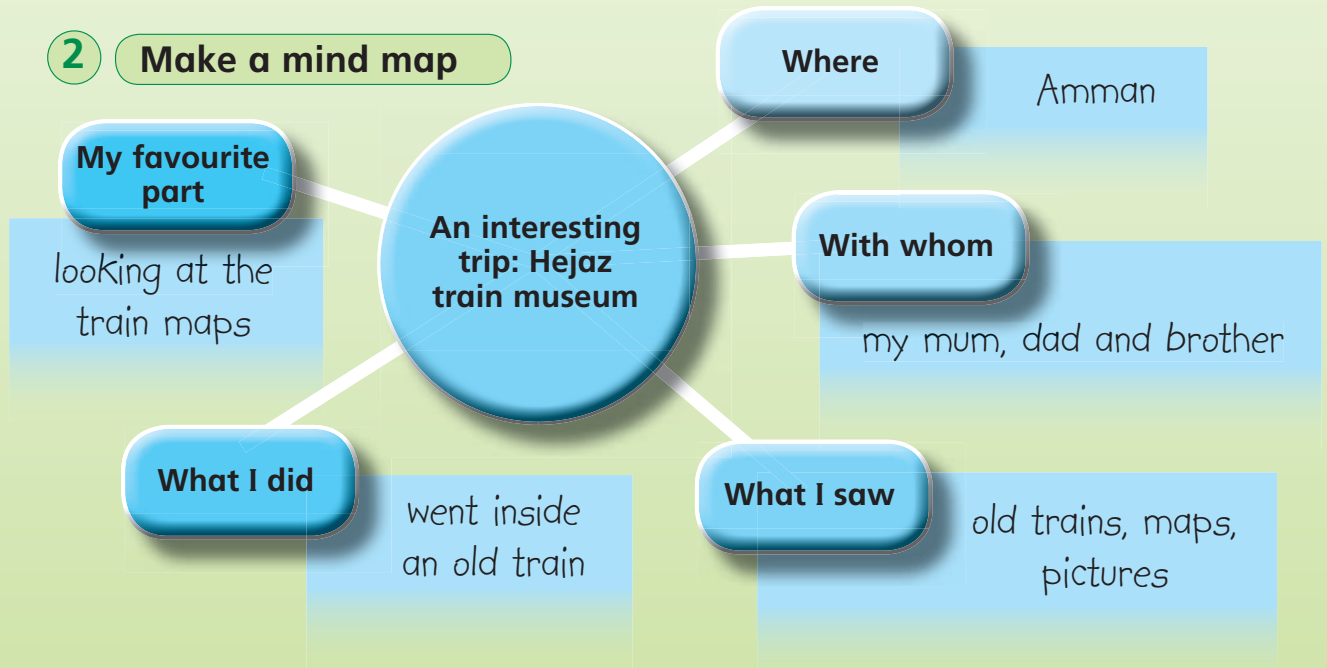 2 Make a mind map
Where
Amman
My favourite
part
looking at the
train maps
An interesting
trip: Hejaz
train museum
With whom
my mum, dad and brother
What I did
went inside
an old train
What I saw
old trains, maps,
pictures